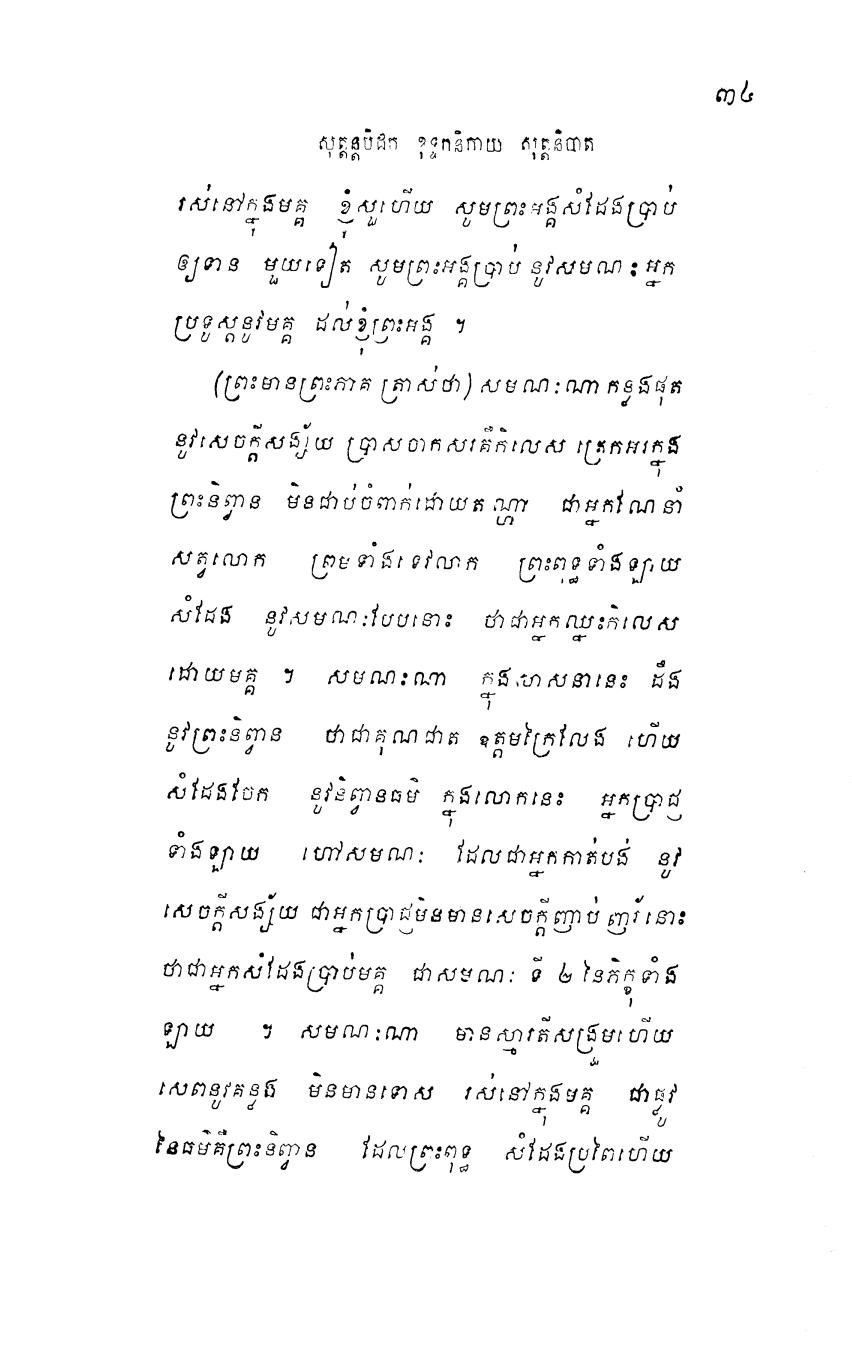 ៣៤
សុត្តន្តបិដក ខុទ្ទកនិកាយ សុត្តនិបាត
រស់នៅក្នុងមគ្គ ខ្ញុំសួរហើយ សូមព្រះអង្គសំដែងប្រាប់
ឲ្យទាន មួយទៀត សូមព្រះអង្គប្រាប់ នូវសមណៈអ្នក
ប្រទូស្តនូវមគ្គ ដល់ខ្ញុំព្រះអង្គ ។
(ព្រះមានព្រះភាគ ត្រាស់ថា) សមណៈណា កន្លងផុត
នូវសេចក្តីសង្ស័យ ប្រាសចាកសរគឺកិលេស ត្រេកអរក្នុង
ព្រះនិព្វាន មិនជាប់ចំពាក់ដោយតណ្ហា ជាអ្នកណែនាំ
សត្វលោក ព្រមទាំងទេវលោក ព្រះពុទ្ធទាំងឡាយ
សំដែង នូវសមណៈបែបនោះ ថាជាអ្នកឈ្នះកិលេស
ដោយមគ្គ ។ សមណៈណា ក្នុងសាសនានេះ ដឹង
នូវព្រះនិព្វាន ថាជាគុណជាត ឧត្តមក្រៃលែង ហើយ
សំដែងចែក នូវនិព្វានធម៌ ក្នុងលោកនេះ អ្នកប្រាជ្ញ
ទាំងឡាយ ហៅសមណៈ ដែលជាអ្នកកាត់បង់ នូវ
សេចក្តីសង្ស័យ ជាអ្នកប្រាជ្ញមិនមានសេចក្តីញាប់ញ័រនោះ
ថាជាអ្នកសំដែងប្រាប់មគ្គ ជាសមណៈ ទី ២ នៃភិក្ខុទាំង
ឡាយ ។ សមណៈណា មានស្មារតីសង្រួមហើយ
សេពនូវគន្លង មិនមានទោស រស់នៅក្នុងមគ្គ ជាផ្លូវ
នៃធម៌គឺព្រះនិព្វាន ដែលព្រះពុទ្ធ សំដែងប្រពៃហើយ